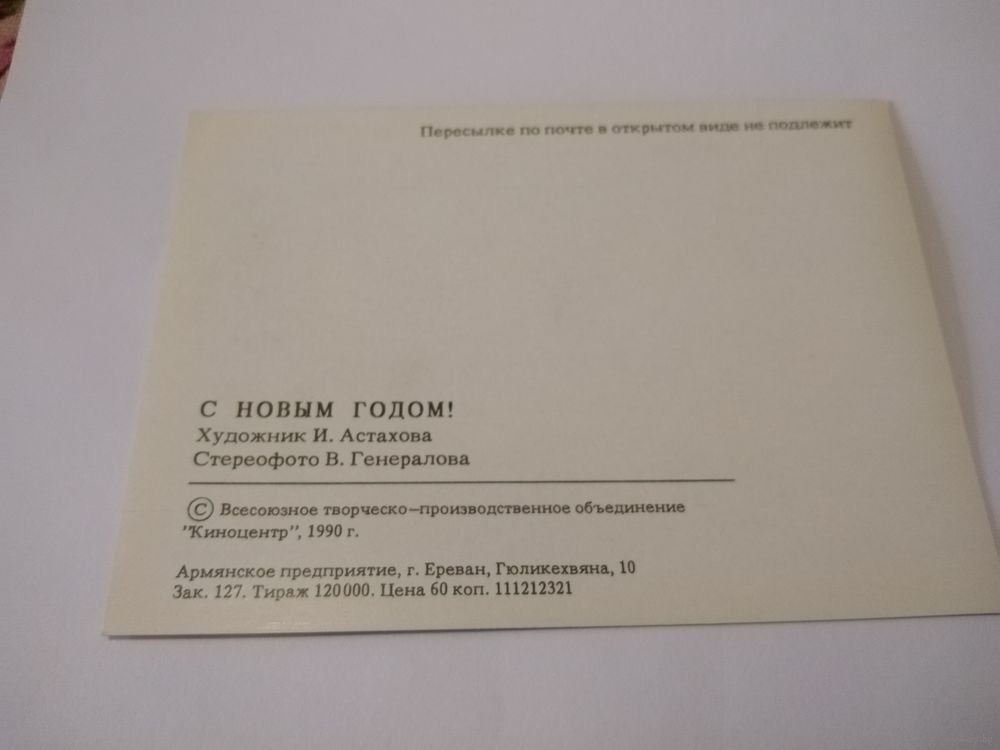 Пересылке по почте в открытом виде не подлежит
С НОВЫМ ГОДОМ!
Художник И. Астахова
Стереофото В. Генералова
© Всесоюзное творческо–производственное объединение
"Киноцентр", 1990 г.
Армянское предприятие, г. Ереван, Гюликехвяна, 10
Зак. 127. Тираж 120000. Цена 60 коп. 111212321